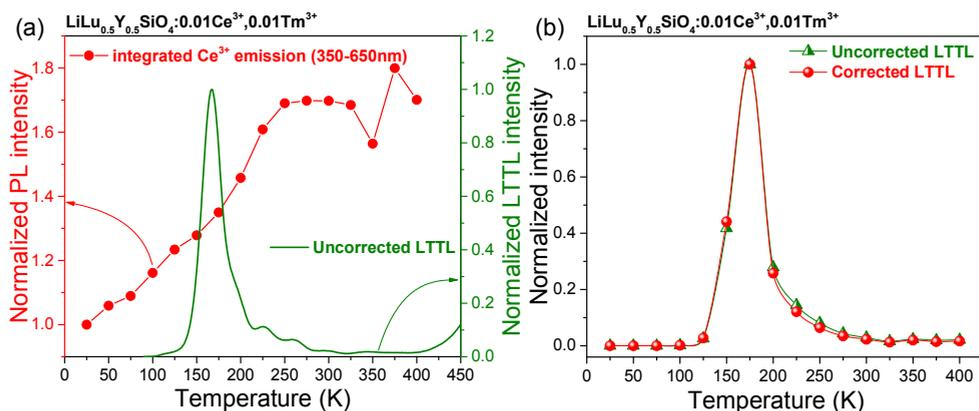 (a)
LiLu0.5Y0.5SiO4:0.01Ce3+,0.01Tm3+
integrated Ce3+ emission (350-650nm)
Normalized PL intensity
1.8
1.6
1.4
1.2
1.0
Uncorrected LTTL
Normalized LTTL intensity
1.2
1.0
0.8
0.6
0.4
0.2
0.0
0 50 100 150 200 250 300 350 400 450
Temperature (K)
(b)
LiLu0.5Y0.5SiO4:0.01Ce3+,0.01Tm3+
Uncorrected LTTL
Corrected LTTL
Normalized intensity
1.0
0.8
0.6
0.4
0.2
0.0
0 50 100 150 200 250 300 350 400
Temperature (K)